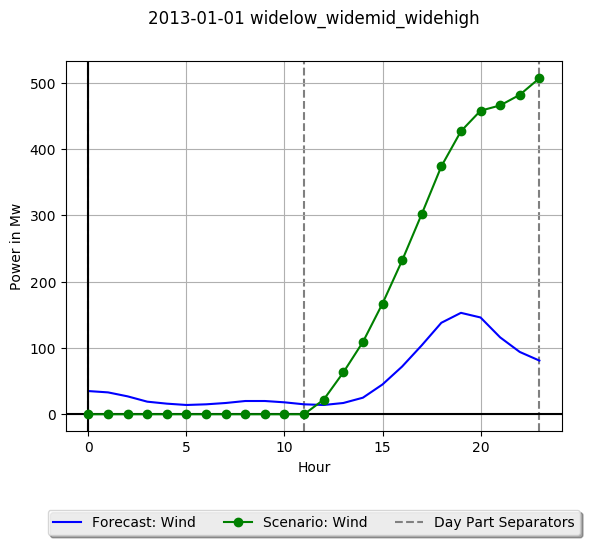 2013-01-01 widelow_widemid_widehigh
500
400
300
200
100
0
Power in Mw
0 5 10 15 20
Hour
Forecast: Wind Scenario: Wind Day Part Separators